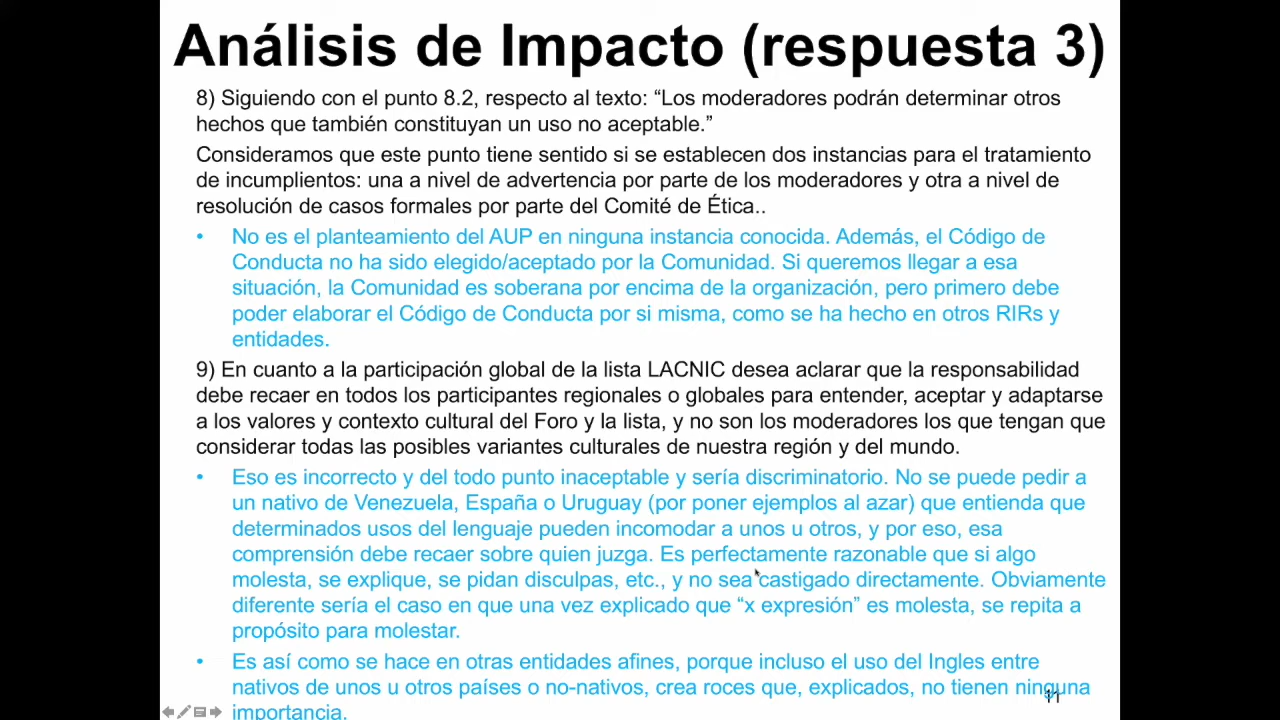 Análisis de Impacto (respuesta 3)
8) Siguiendo con el punto 8.2, respecto al texto: “Los moderadores podrán determinar otros
hechos que también constituyan un uso no aceptable.”
Consideramos que este punto tiene sentido si se establecen dos instancias para el tratamiento
de incumplientos: una a nivel de advertencia por parte de los moderadores y otra a nivel de
resolución de casos formales por parte del Comité de Ética..
• No es el planteamiento del AUP en ninguna instancia conocida. Además, el Código de
Conducta no ha sido elegido/aceptado por la Comunidad. Si queremos llegar a esa
situación, la Comunidad es soberana por encima de la organización, pero primero debe
poder elaborar el Código de Conducta por si misma, como se ha hecho en otros RIRs y
entidades.
9) En cuanto a la participación global de la lista LACNIC desea aclarar que la responsabilidad
debe recaer en todos los participantes regionales o globales para entender, aceptar y adaptarse
a los valores y contexto cultural del Foro y la lista, y no son los moderadores los que tengan que
considerar todas las posibles variantes culturales de nuestra región y del mundo.
• Eso es incorrecto y del todo punto inaceptable y sería discriminatorio. No se puede pedir a
un nativo de Venezuela, España o Uruguay (por poner ejemplos al azar) que entienda que
determinados usos del lenguaje pueden incomodar a unos u otros, y por eso, esa
comprensión debe recaer sobre quien juzga. Es perfectamente razonable que si algo
molesta, se explique, se pidan disculpas, etc., y no sea castigado directamente. Obviamente
diferente sería el caso en que una vez explicado que “x expresión” es molesta, se repita a
propósito para molestar.
• Es así como se hace en otras entidades afines, porque incluso el uso del Ingles entre
nativos de unos u otros países o no-nativos, crea roces que, explicados, no tienen ninguna
importancia.
11